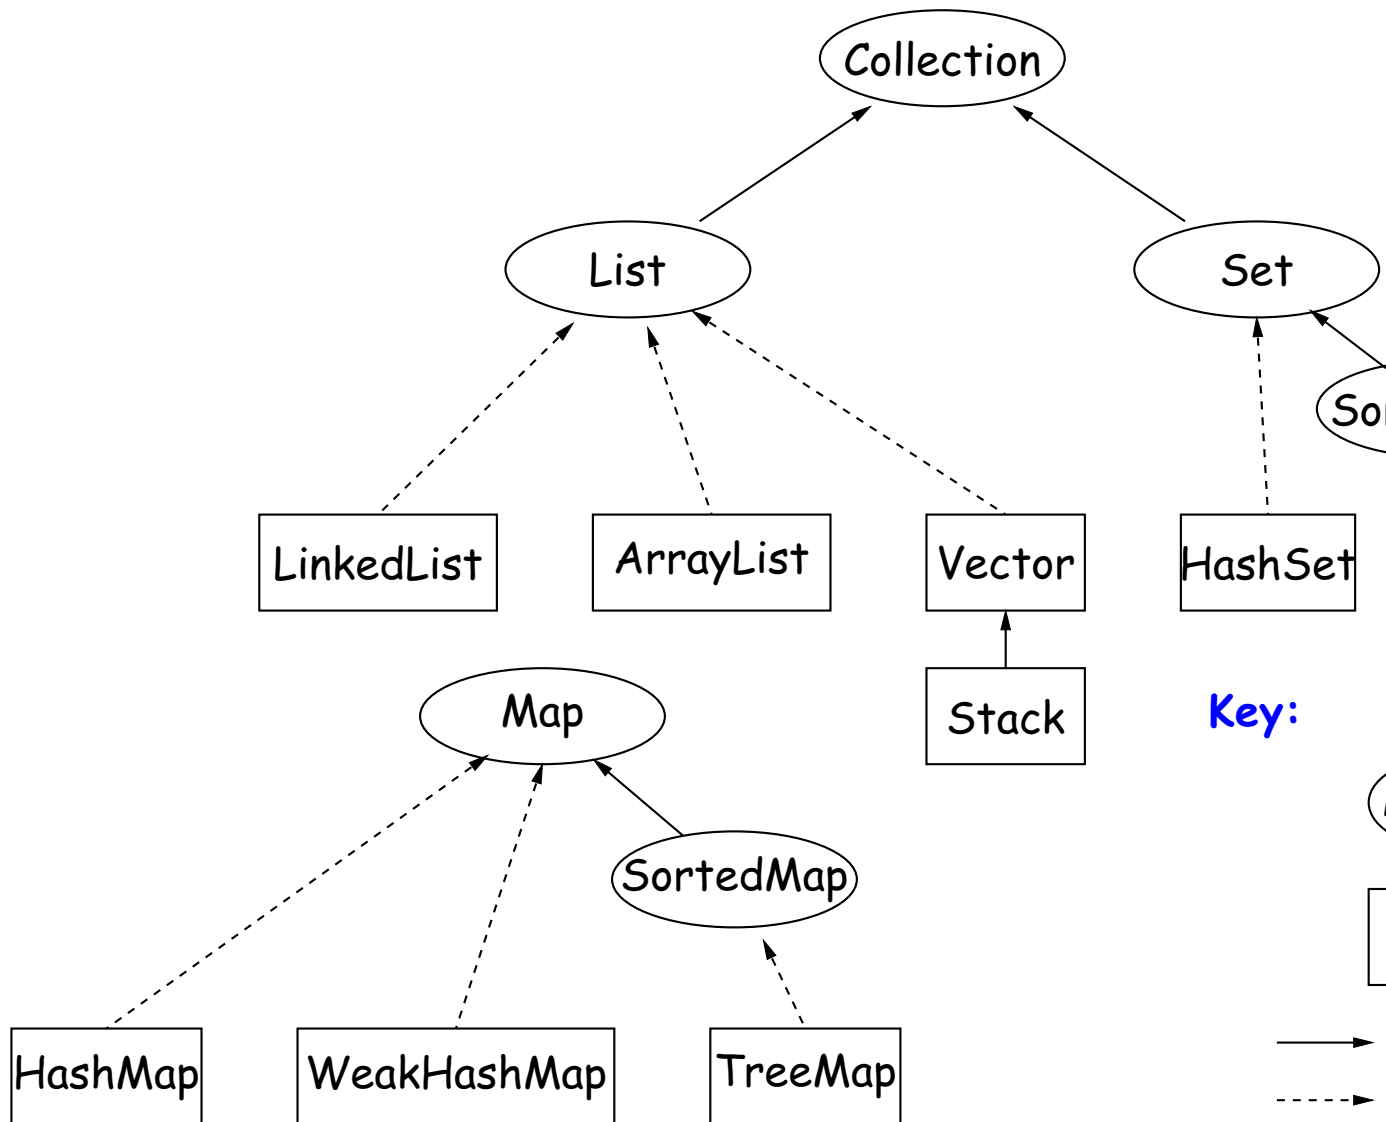 Collection
List
Set
LinkedList
ArrayList
Vector
HashSet
Map
Stack
Key:
SortedMap
HashMap
WeakHashMap
TreeMap